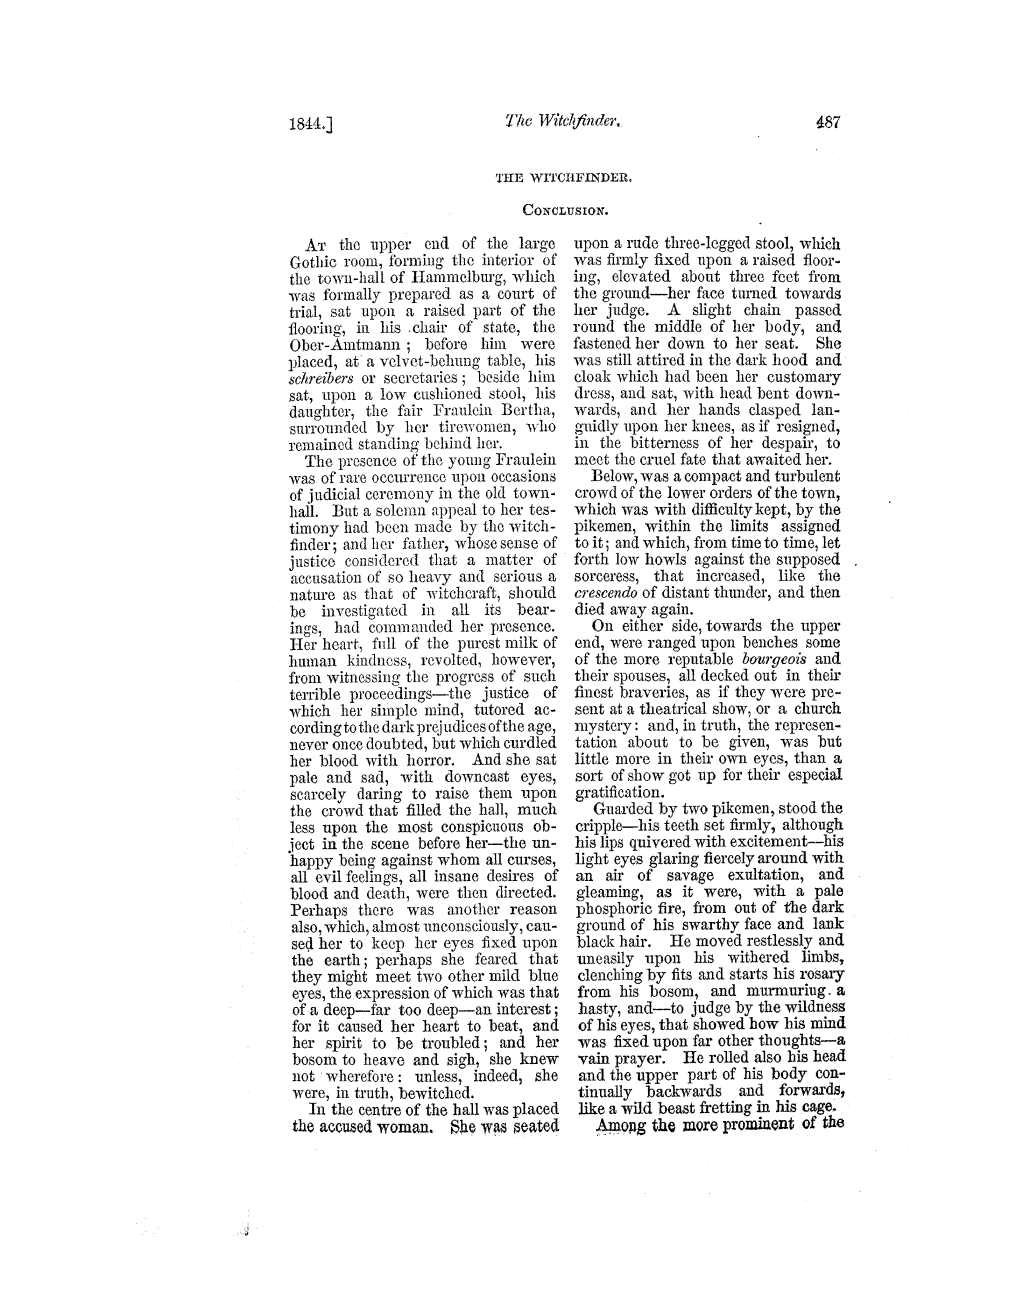 1844.] The Witchfinder. 487
THE WITCHFINDER.
CONCLUSION.
AT the upper end of the large
Gothic room, forming the interior of
the town-hall of Hammelburg, which
was formally prepared as a court of
trial, sat upon a raised part of the
flooring, in his chair of state, the
Ober-Amtmann; before him were
placed, at a velvet-behung table, his
schreibers or secretaries; beside him
sat, upon a low cushioned stool, his
daughter, the fair Fraulein Bertha,
surrounded by her tirewomen, who
remained standing behind her.
The presence of the young Fraulein
was of rare occurrence upon occasions
of judicial ceremony in the old town-
hall. But a solemn appeal to her tes-
timony had been made by the witch-
finder; and her father, whose sense of
justice considered that a matter of
accusation of so heavy and serious a
nature as that of witchcraft, should
be investigated in all its bear-
ings, had commanded her presence.
Her heart, full of the purest milk of
human kindness, revolted, however,
from witnessing the progress of such
terrible proceedings—the justice of
which her simple mind, tutored ac-
cording to the dark prejudices of the age,
never once doubted, but which curdled
her blood with horror. And she sat
pale and sad, with downcast eyes,
scarcely daring to raise them upon
the crowd that filled the hall, much
less upon the most conspicuous ob-
ject in the scene before her—the un-
happy being against whom all curses,
all evil feelings, all insane desires of
blood and death, were then directed.
Perhaps there was another reason
also, which, almost unconsciously, cau-
sed her to keep her eyes fixed upon
the earth; perhaps she feared that
they might meet two other mild blue
eyes, the expression of which was that
of a deep—far too deep—an interest;
for it caused her heart to beat, and
her spirit to be troubled; and her
bosom to heave and sigh, she knew
not wherefore: unless, indeed, she
were, in truth, bewitched.
In the centre of the hall was placed
the accused woman. She was seated
upon a rude three-legged stool, which
was firmly fixed upon a raised floor-
ing, elevated about three feet from
the ground—her face turned towards
her judge. A slight chain passed
round the middle of her body, and
fastened her down to her seat. She
was still attired in the dark hood and
cloak which had been her customary
dress, and sat, with head bent down-
wards, and her hands clasped lan-
guidly upon her knees, as if resigned,
in the bitterness of her despair, to
meet the cruel fate that awaited her.
Below, was a compact and turbulent
crowd of the lower orders of the town,
which was with difficulty kept, by the
pikemen, within the limits assigned
to it; and which, from time to time, let
forth low howls against the supposed
sorceress, that increased, like the
crescendo of distant thunder, and then
died away again.
On either side, towards the upper
end, were ranged upon benches some
of the more reputable bourgeois and
their spouses, all decked out in their
finest braveries, as if they were pre-
sent at a theatrical show, or a church
mystery: and, in truth, the represen-
tation about to be given, was but
little more in their own eyes, than a
sort of show got up for their especial
gratification.
Guarded by two pikemen, stood the
cripple—his teeth set firmly, although
his lips quivered with excitement—his
light eyes glaring fiercely around with
an air of savage exultation, and
gleaming, as it were, with a pale
phosphoric fire, from out of the dark
ground of his swarthy face and lank
black hair. He moved restlessly and
uneasily upon his withered limbs,
clenching by fits and starts his rosary
from his bosom, and murmuring a
hasty, and—to judge by the wildness
of his eyes, that showed how his mind
was fixed upon far other thoughts—a
vain prayer. He rolled also his head
and the upper part of his body con-
tinually backwards and forwards,
like a wild beast fretting in his cage.
Among the more prominent of the